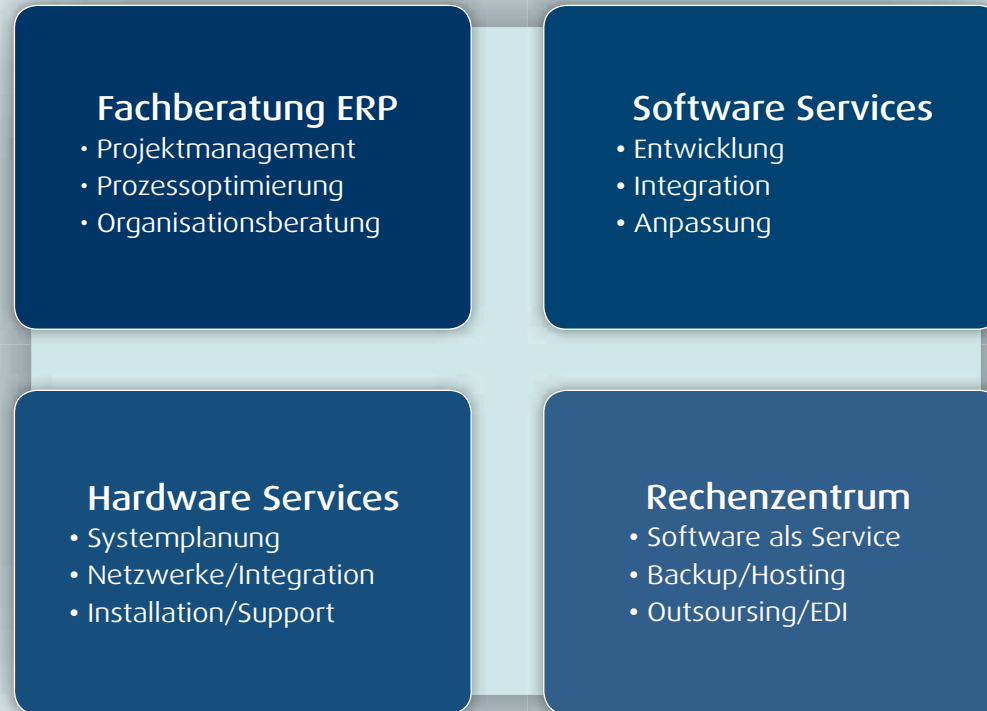 Fachberatung ERP
• Projektmanagement
• Prozessoptimierung
• Organisationsberatung
Software Services
• Entwicklung
• Integration
• Anpassung
Hardware Services
• Systemplanung
• Netzwerke/Integration
• Installation/Support
Rechenzentrum
• Software als Service
• Backup/Hosting
• Outsoursing/EDI